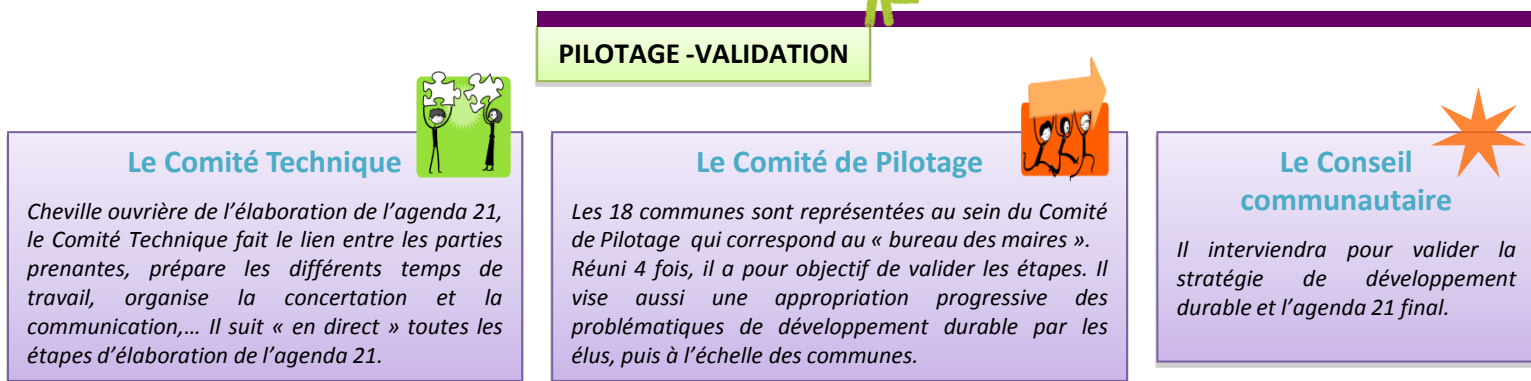 PILOTAGE -VALIDATION
Le Comité Technique
Cheville ouvrière de l’élaboration de l’agenda 21,
le Comité Technique fait le lien entre les parties
prenantes, prépare les différents temps de
travail, organise la concertation et la
communication,… Il suit « en direct » toutes les
étapes d’élaboration de l’agenda 21.
Le Comité de Pilotage
Les 18 communes sont représentées au sein du Comité
de Pilotage qui correspond au « bureau des maires ».
Réuni 4 fois, il a pour objectif de valider les étapes. Il
vise aussi une appropriation progressive des
problématiques de développement durable par les
élus, puis à l’échelle des communes.
Le Conseil
communautaire
Il interviendra pour valider la
stratégie de développement
durable et l’agenda 21 final.